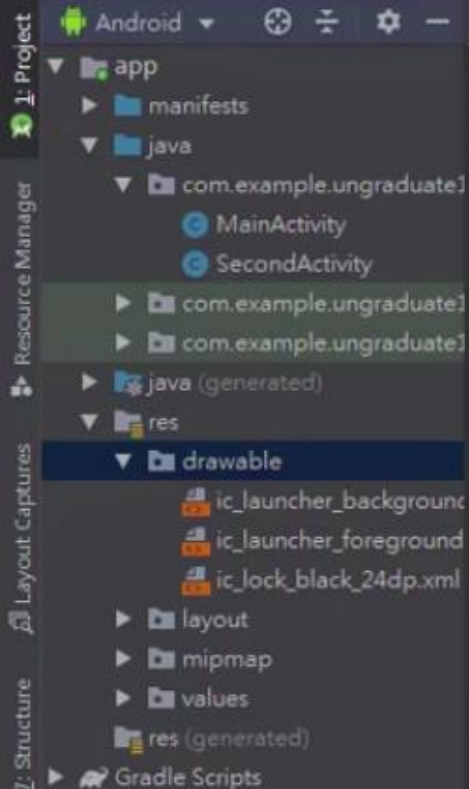 Android
app
manifests
java
com.example.ungraduate1
MainActivity
SecondActivity
com.example.ungraduate1
com.example.ungraduate1
java (generated)
res
drawable
ic_launcher_background
ic_launcher_foreground
ic_lock_black_24dp.xml
layout
mipmap
values
res (generated)
Gradle Scripts
1: Project
Resource Manager
Layout Captures
7: Structure